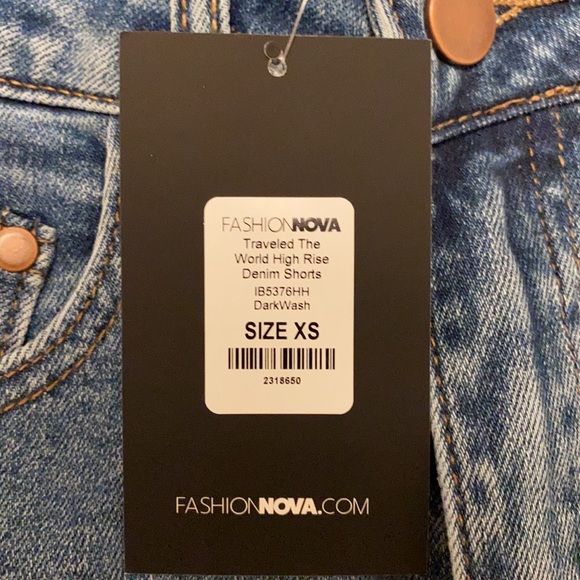 FASHIONNOVA
Traveled The
World High Rise
Denim Shorts
IB5376HH
DarkWash
SIZE XS
2318650
FASHIONNOVA.COM